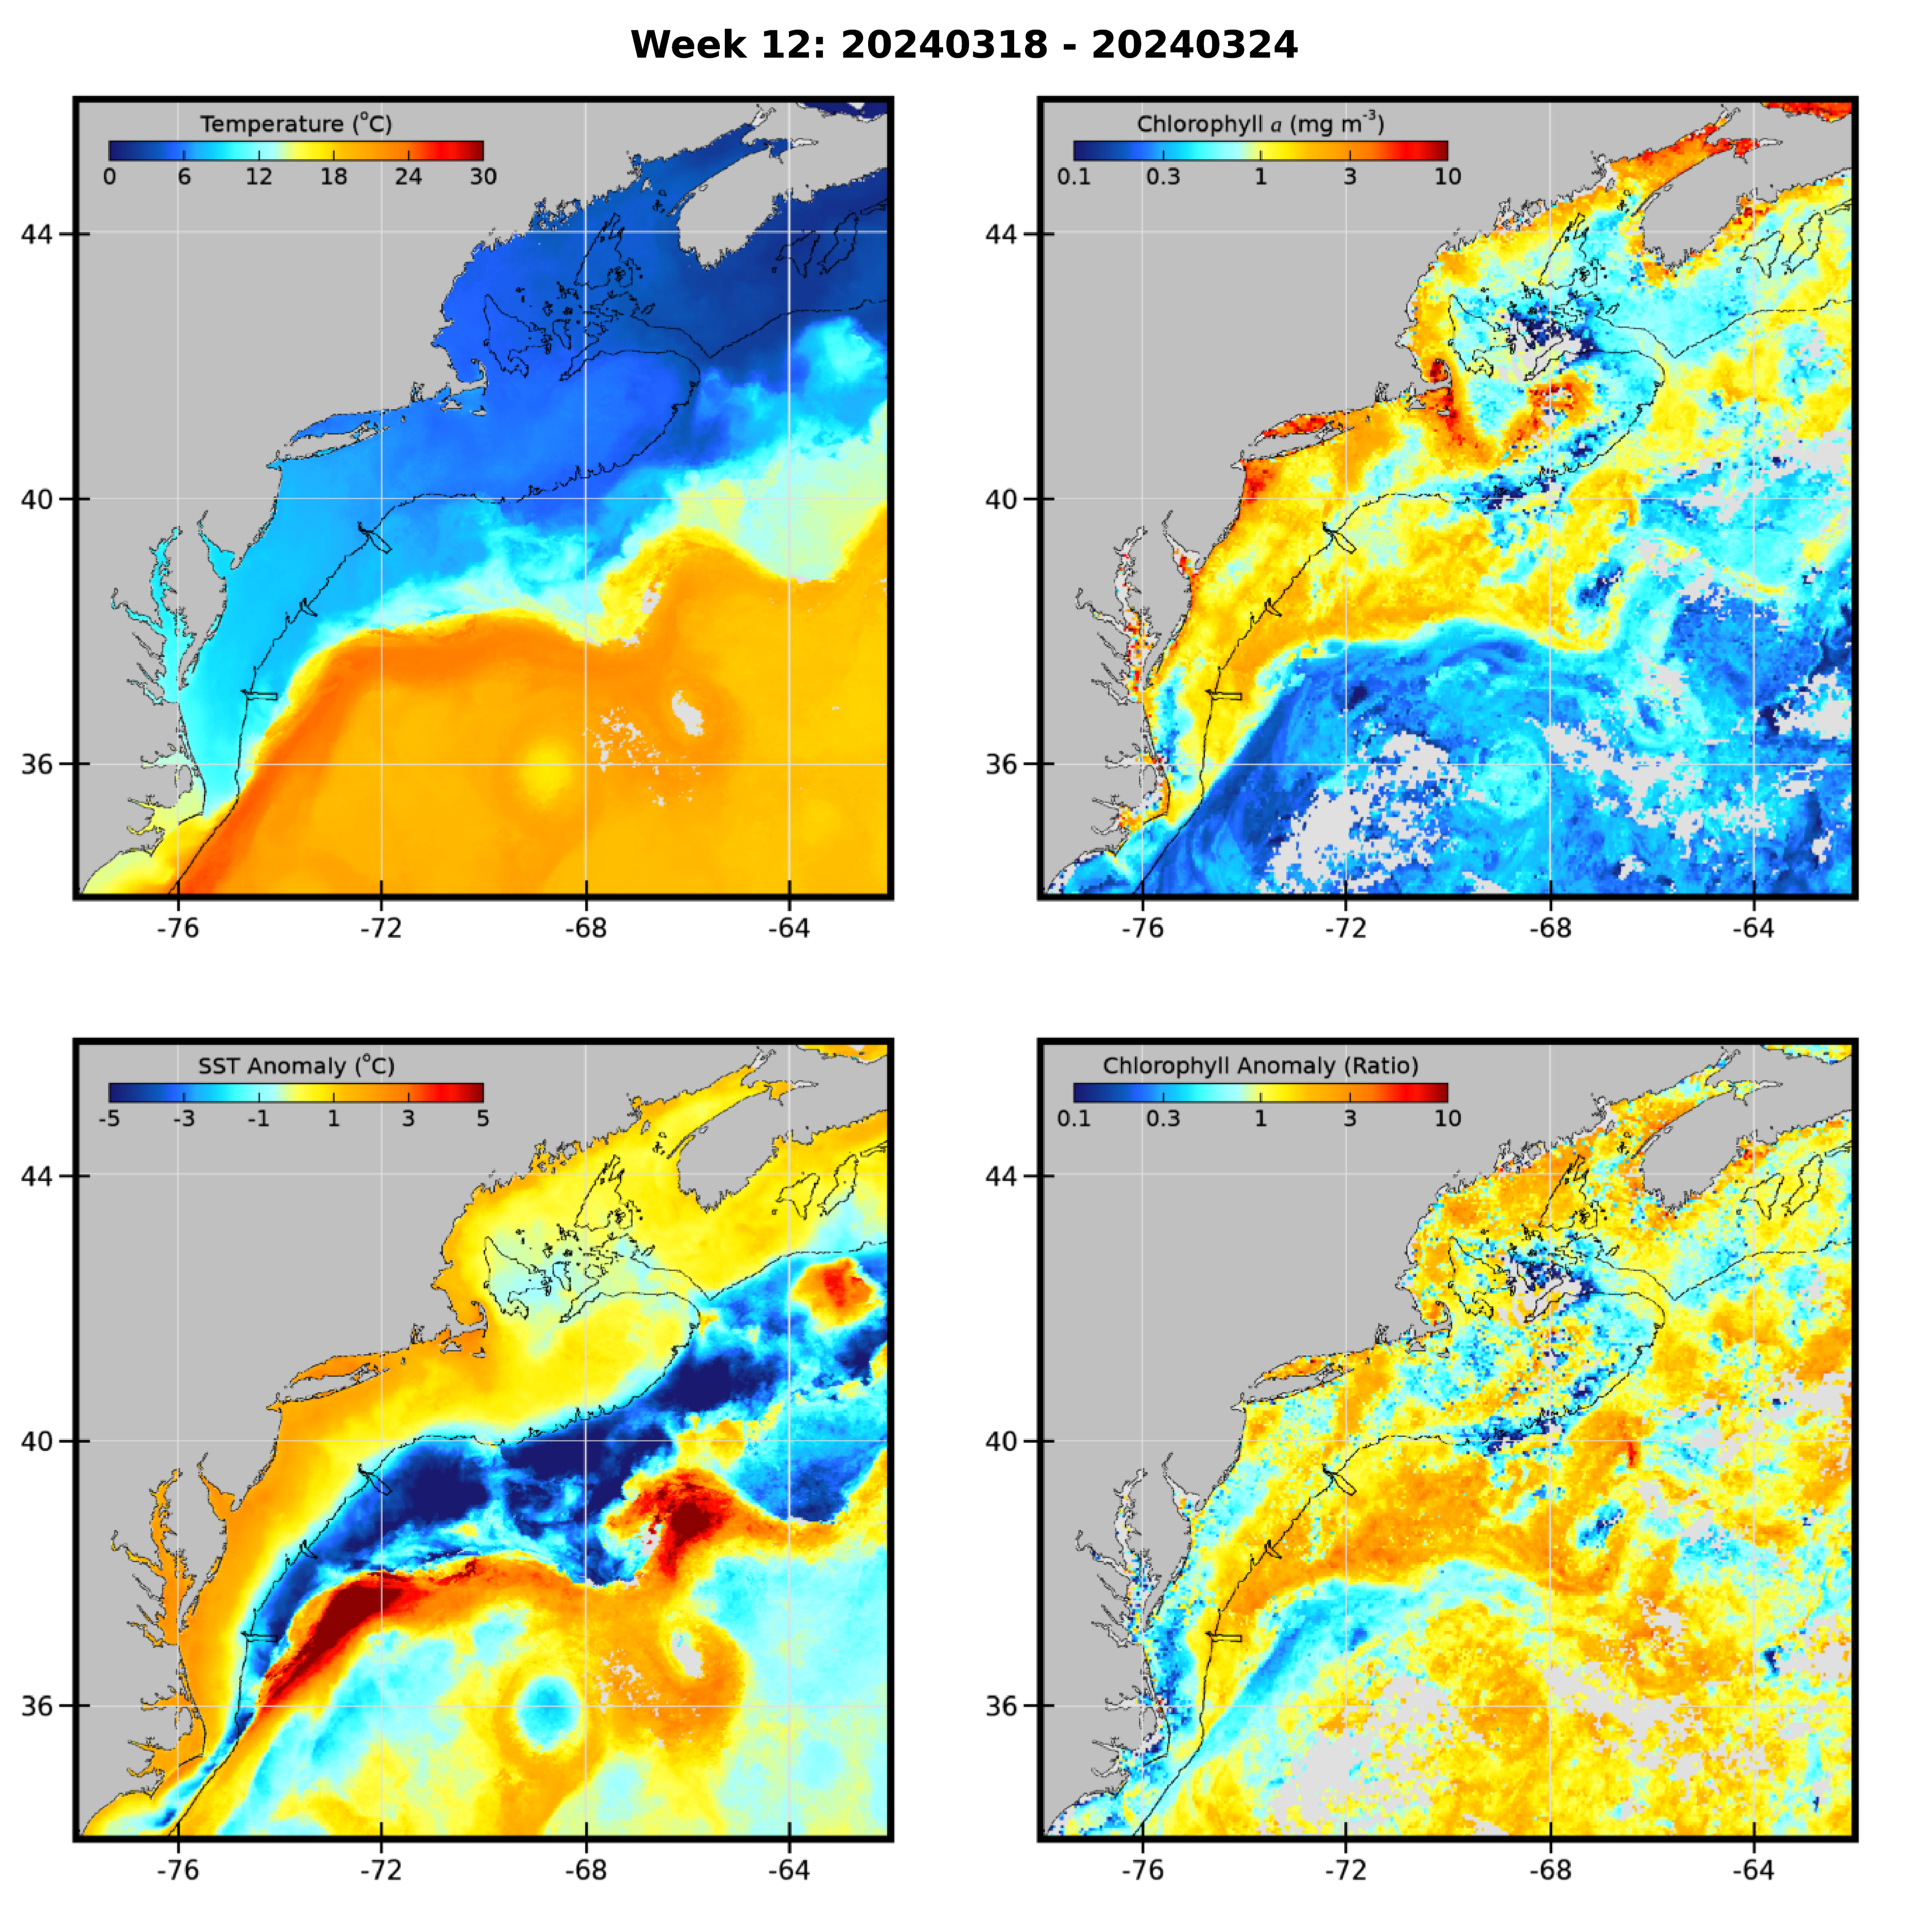 Week 12: 20240318 - 20240324
Temperature (°C)
0 6 12 18 24 30
44
40
36
-76 -72 -68 -64
Chlorophyll a (mg m⁻³)
0.1 0.3 1 3 10
44
40
36
-76 -72 -68 -64
SST Anomaly (°C)
-5 -3 -1 1 3 5
44
40
36
-76 -72 -68 -64
Chlorophyll Anomaly (Ratio)
0.1 0.3 1 3 10
44
40
36
-76 -72 -68 -64